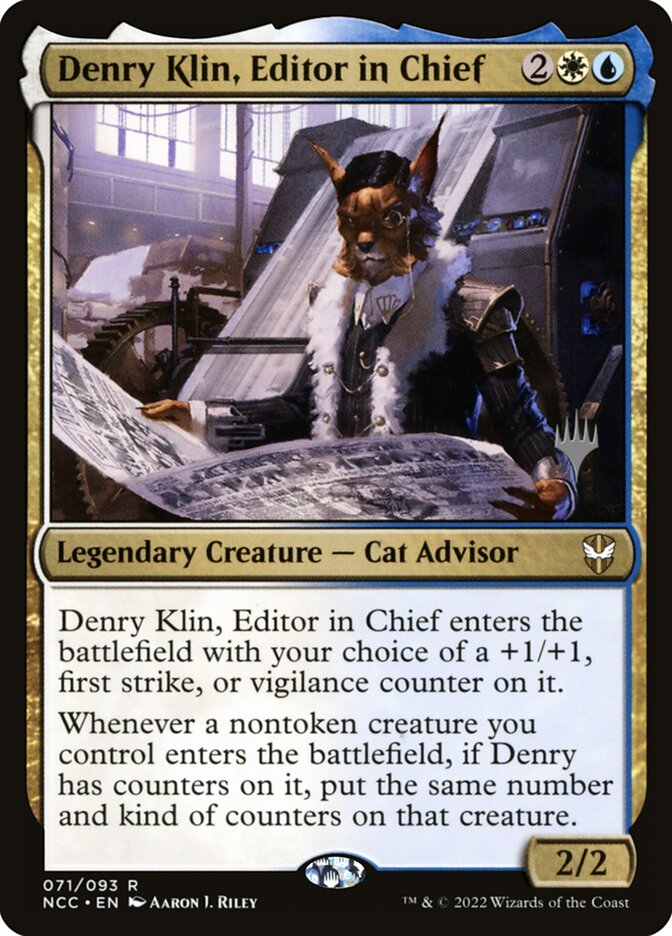 Denry Klin, Editor in Chief 2
Legendary Creature — Cat Advisor
Denry Klin, Editor in Chief enters the
battlefield with your choice of a +1/+1,
first strike, or vigilance counter on it.
Whenever a nontoken creature you
control enters the battlefield, if Denry
has counters on it, put the same number
and kind of counters on that creature.
2/2
071/093 R
NCC • EN AARON J. RILEY
™ & © 2022 Wizards of the Coast